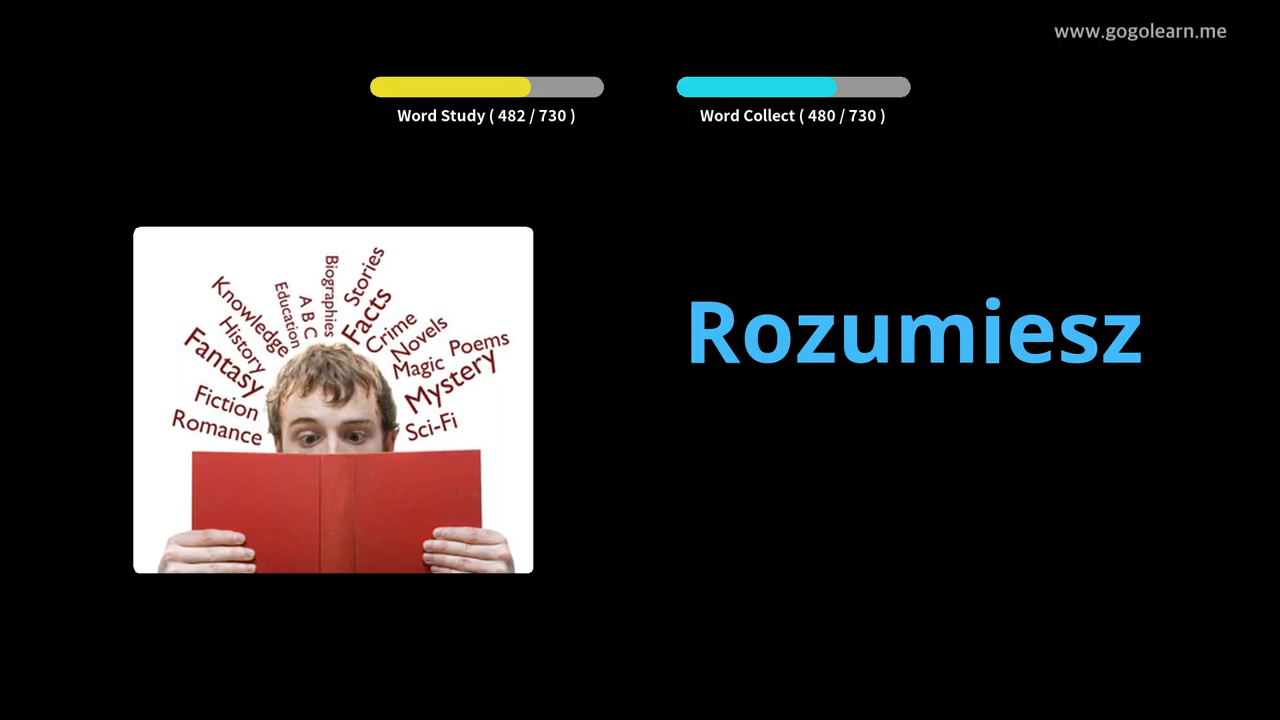 www.gogolearn.me
Word Study ( 482 / 730 )
Word Collect ( 480 / 730 )
Rozumiesz
Knowledge
History
Fantasy
Fiction
Romance
Education
A B C
Biographies
Stories
Facts
Crime
Novels
Magic
Poems
Mystery
Sci-Fi